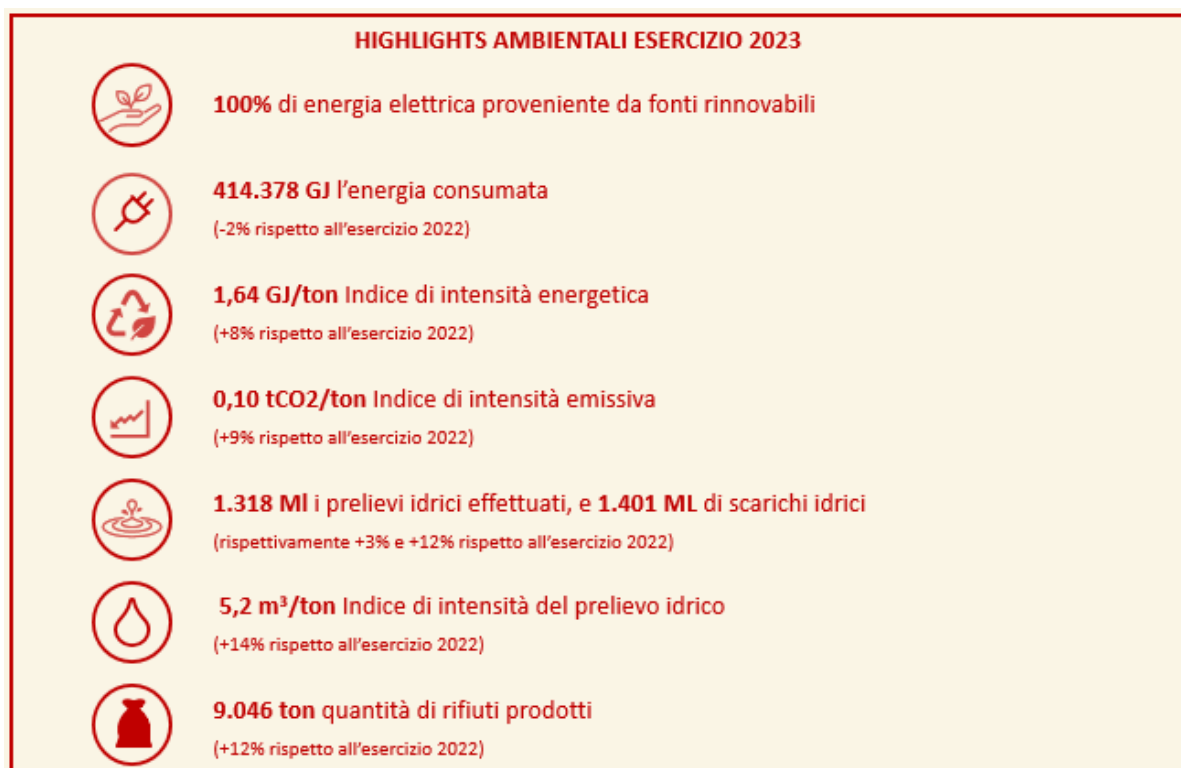 HIGHLIGHTS AMBIENTALI ESERCIZIO 2023
100% di energia elettrica proveniente da fonti rinnovabili
414.378 GJ l’energia consumata
(-2% rispetto all’esercizio 2022)
1,64 GJ/ton Indice di intensità energetica
(+8% rispetto all’esercizio 2022)
0,10 tCO2/ton Indice di intensità emissiva
(+9% rispetto all’esercizio 2022)
1.318 Ml i prelievi idrici effettuati, e 1.401 ML di scarichi idrici
(rispettivamente +3% e +12% rispetto all’esercizio 2022)
5,2 m³/ton Indice di intensità del prelievo idrico
(+14% rispetto all’esercizio 2022)
9.046 ton quantità di rifiuti prodotti
(+12% rispetto all’esercizio 2022)